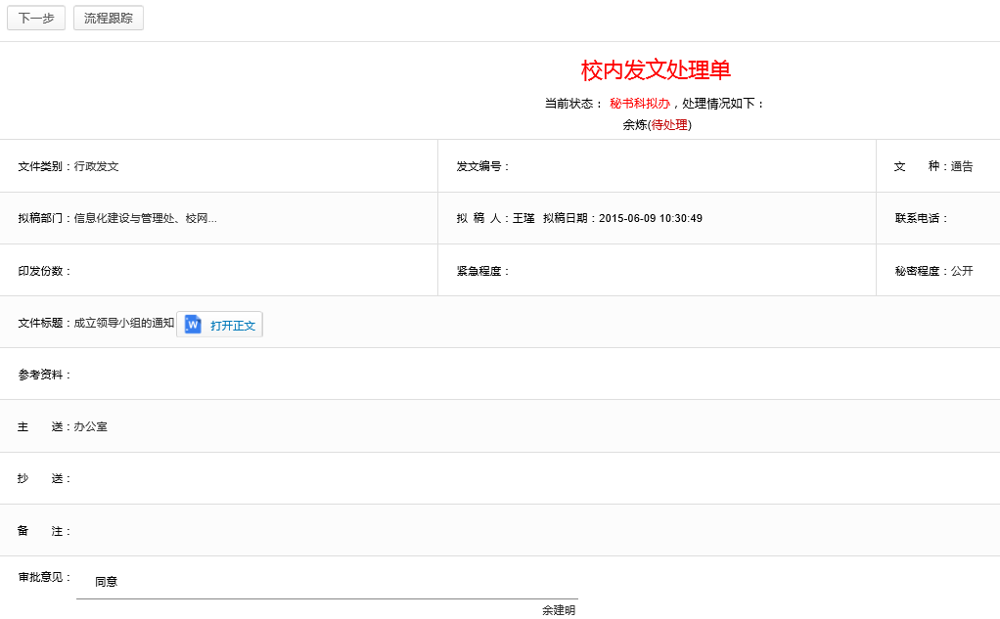 下一步 流程跟踪
校内发文处理单
当前状态： 秘书科拟办，处理情况如下：
余炼(待处理)
文件类别：行政发文 发文编号： 文 种：通告
拟稿部门：信息化建设与管理处、校网... 拟 稿 人：王瑾 拟稿日期：2015-06-09 10:30:49 联系电话：
印发份数： 紧急程度： 秘密程度：公开
文件标题：成立领导小组的通知 打开正文
参考资料：
主 送：办公室
抄 送：
备 注：
审批意见： 同意
余建明